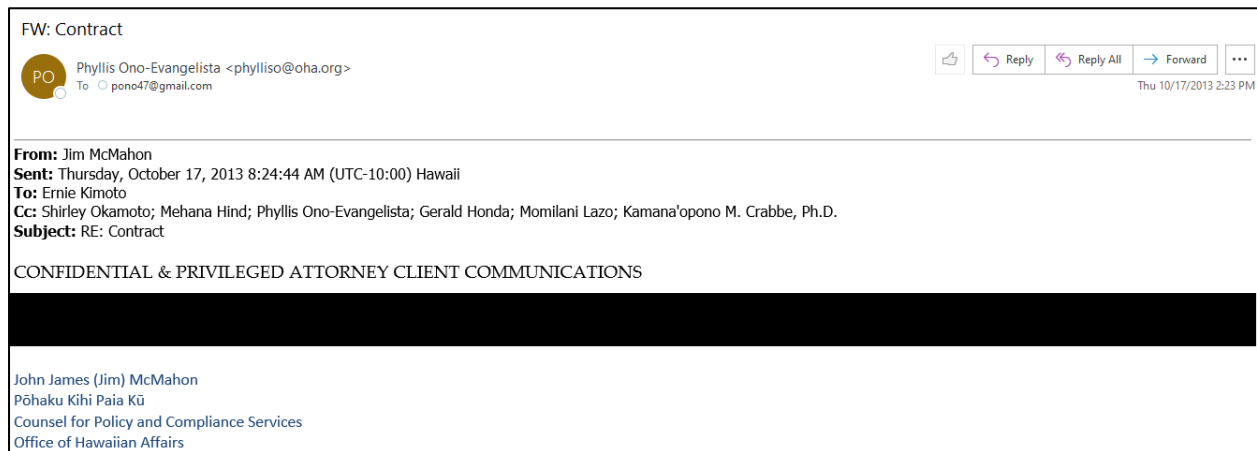 FW: Contract
PO
Phyllis Ono-Evangelista <phylliso@oha.org>
To pono47@gmail.com
Reply
Reply All
Forward
...
Thu 10/17/2013 2:23 PM
From: Jim McMahon
Sent: Thursday, October 17, 2013 8:24:44 AM (UTC-10:00) Hawaii
To: Ernie Kimoto
Cc: Shirley Okamoto; Mehana Hind; Phyllis Ono-Evangelista; Gerald Honda; Momilani Lazo; Kamana'opono M. Crabbe, Ph.D.
Subject: RE: Contract
CONFIDENTIAL & PRIVILEGED ATTORNEY CLIENT COMMUNICATIONS
John James (Jim) McMahon
Pōhaku Kihi Paia Kū
Counsel for Policy and Compliance Services
Office of Hawaiian Affairs